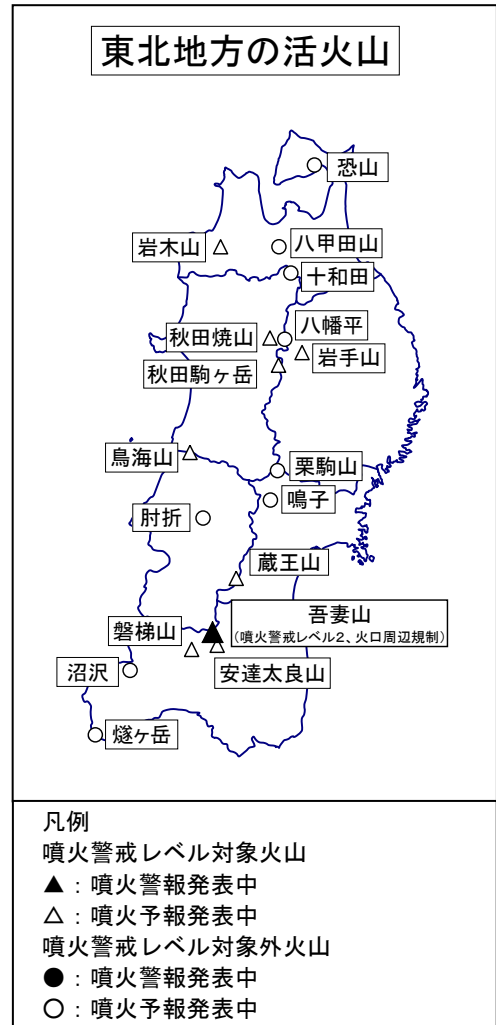 東北地方の活火山
恐山
岩木山
八甲田山
十和田
秋田焼山
八幡平
岩手山
秋田駒ヶ岳
鳥海山
栗駒山
鳴子
肘折
蔵王山
吾妻山
（噴火警戒レベル2、火口周辺規制）
磐梯山
安達太良山
沼沢
燧ヶ岳
凡例
噴火警戒レベル対象火山
▲：噴火警報発表中
△：噴火予報発表中
噴火警戒レベル対象外火山
●：噴火警報発表中
○：噴火予報発表中